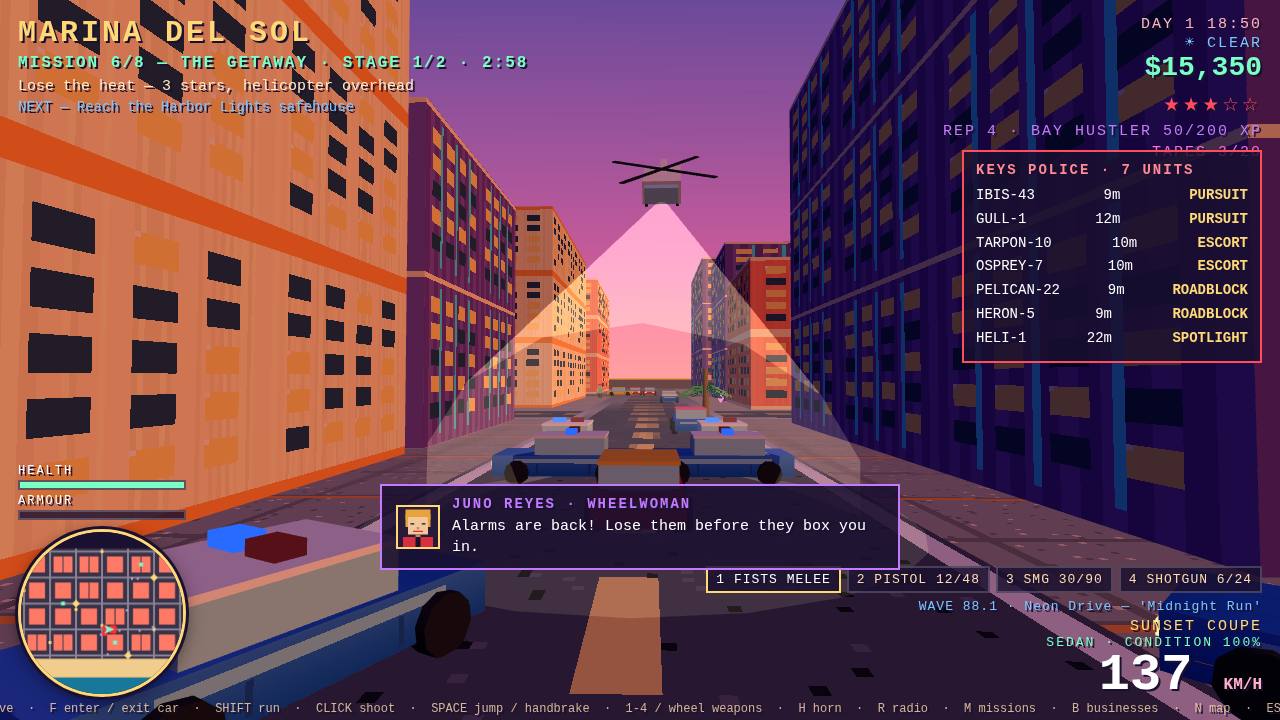 MARINA DEL SOL
MISSION 6/8 — THE GETAWAY · STAGE 1/2 · 2:58
Lose the heat — 3 stars, helicopter overhead
NEXT — Reach the Harbor Lights safehouse
DAY 1 18:50
☀ CLEAR
$15,350
★★★☆☆
REP 4 · BAY HUSTLER 50/200 XP
TAPES 3/20
KEYS POLICE · 7 UNITS
IBIS-43 9m PURSUIT
GULL-1 12m PURSUIT
TARPON-10 10m ESCORT
OSPREY-7 10m ESCORT
PELICAN-22 9m ROADBLOCK
HERON-5 9m ROADBLOCK
HELI-1 22m SPOTLIGHT
HEALTH
ARMOUR
JUNO REYES · WHEELWOMAN
Alarms are back! Lose them before they box you
in.
1 FISTS MELEE 2 PISTOL 12/48 3 SMG 30/90 4 SHOTGUN 6/24
WAVE 88.1 · Neon Drive — 'Midnight Run'
SUNSET COUPE
SEDAN · CONDITION 100%
137 KM/H
ve · F enter / exit car · SHIFT run · CLICK shoot · SPACE jump / handbrake · 1-4 / wheel weapons · H horn · R radio · M missions · B businesses · N map · ES